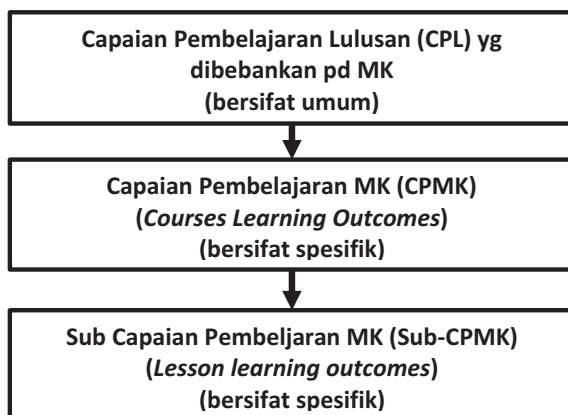 Capaian Pembelajaran Lulusan (CPL) yg
dibebankan pd MK
(bersifat umum)
Capaian Pembelajaran MK (CPMK)
(Courses Learning Outcomes)
(bersifat spesifik)
Sub Capaian Pembeljaran MK (Sub-CPMK)
(Lesson learning outcomes)
(bersifat spesifik)